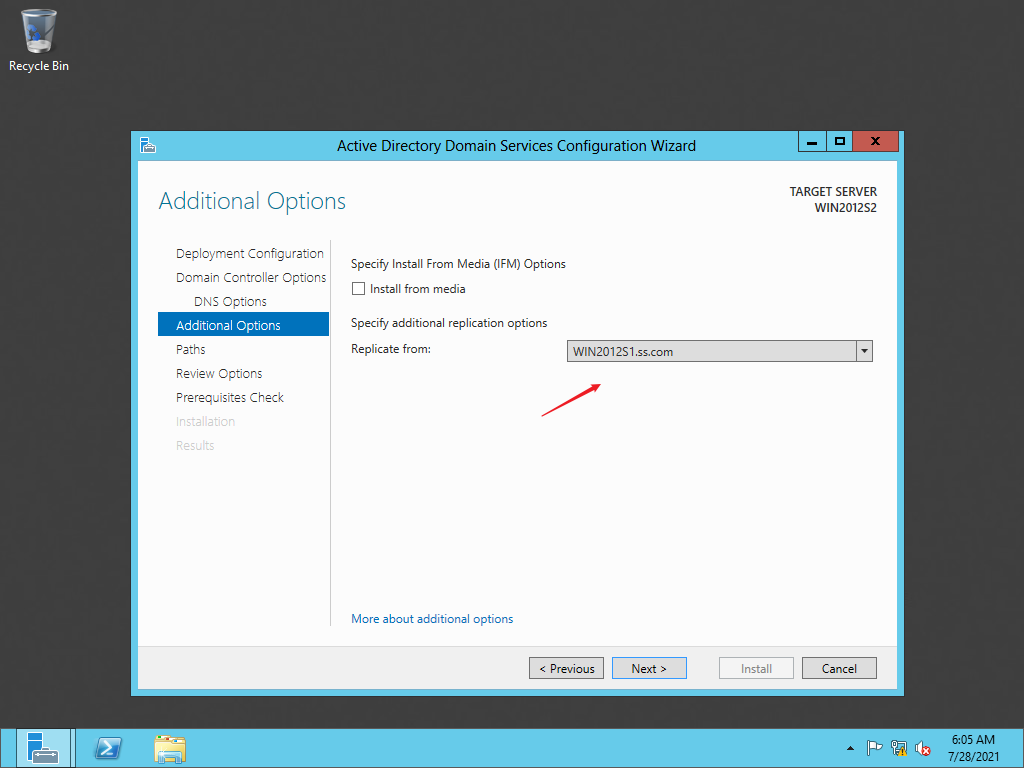 Recycle Bin
Active Directory Domain Services Configuration Wizard
Additional Options
TARGET SERVER
WIN2012S2
Deployment Configuration
Domain Controller Options
DNS Options
Additional Options
Paths
Review Options
Prerequisites Check
Installation
Results
Specify Install From Media (IFM) Options
Install from media
Specify additional replication options
Replicate from:
WIN2012S1.ss.com
More about additional options
< Previous
Next >
Install
Cancel
6:05 AM
7/28/2021